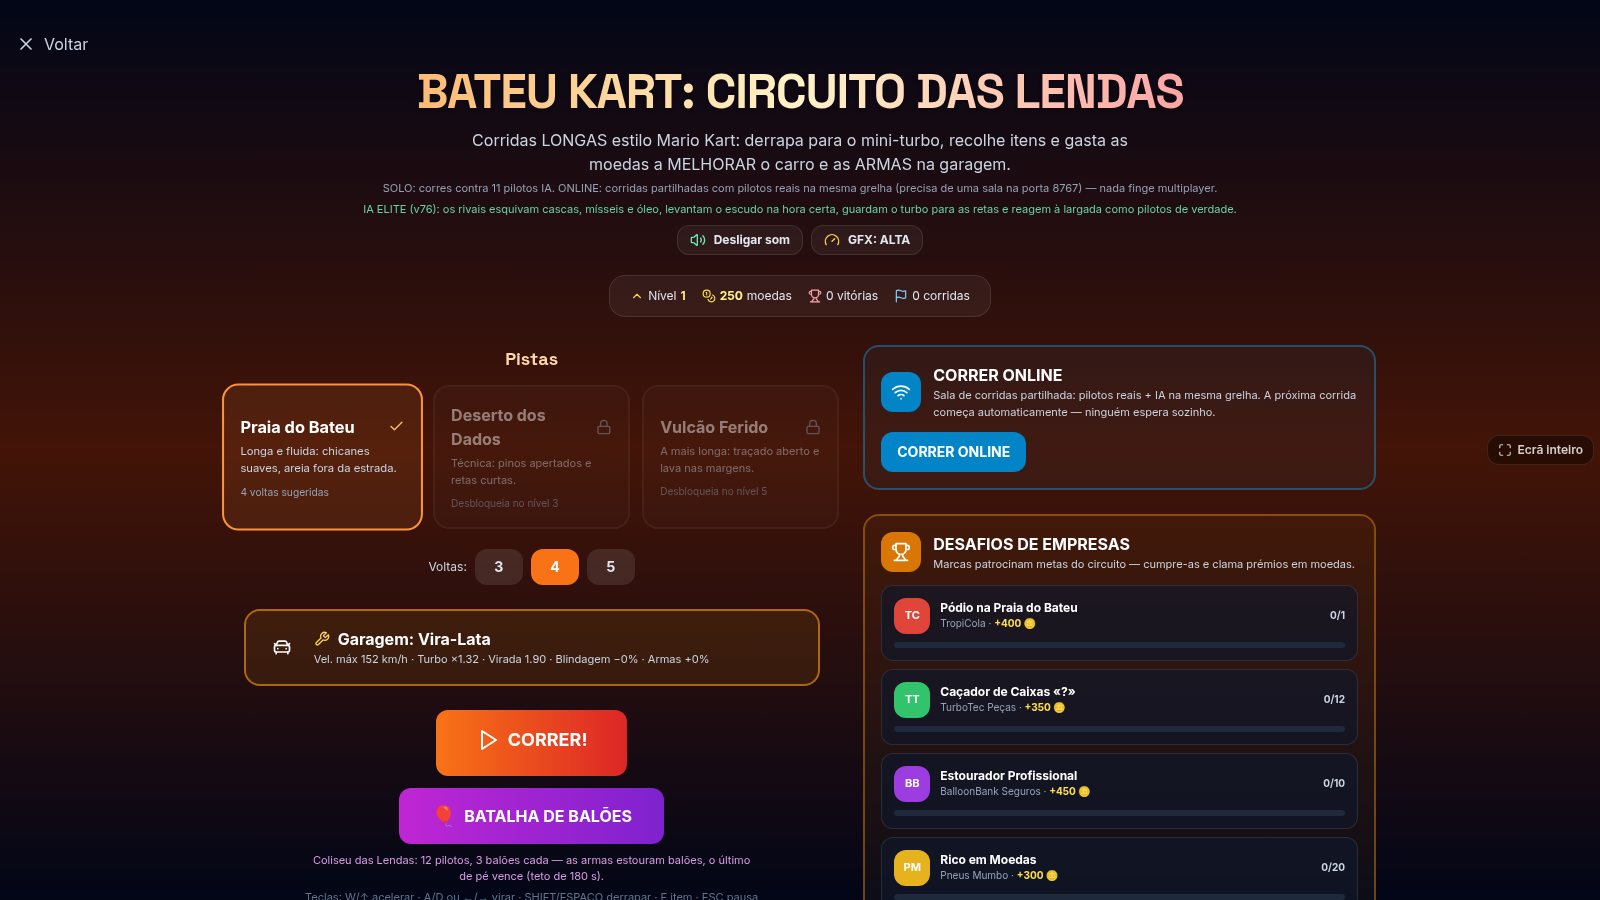 Voltar
BATEU KART: CIRCUITO DAS LENDAS
Corridas LONGAS estilo Mario Kart: derrapa para o mini-turbo, recolhe itens e gasta as
moedas a MELHORAR o carro e as ARMAS na garagem.
SOLO: corres contra 11 pilotos IA. ONLINE: corridas partilhadas com pilotos reais na mesma grelha (precisa de uma sala na porta 8767) — nada finge multiplayer.
IA ELITE (v76): os rivais esquivam cascas, mísseis e óleo, levantam o escudo na hora certa, guardam o turbo para as retas e reagem à largada como pilotos de verdade.
Desligar som
GFX: ALTA
Nível 1
250 moedas
0 vitórias
0 corridas
Pistas
Praia do Bateu
Longa e fluida: chicanes
suaves, areia fora da estrada.
4 voltas sugeridas
Deserto dos
Dados
Técnica: pinos apertados e
retas curtas.
Desbloqueia no nível 3
Vulcão Ferido
A mais longa: traçado aberto e
lava nas margens.
Desbloqueia no nível 5
Voltas:
3
4
5
Garagem: Vira-Lata
Vel. máx 152 km/h · Turbo ×1.32 · Virada 1.90 · Blindagem −0% · Armas +0%
CORRER!
BATALHA DE BALÕES
Coliseu das Lendas: 12 pilotos, 3 balões cada — as armas estouram balões, o último
de pé vence (teto de 180 s).
Teclas: W/↑ acelerar · A/D ou ←/→ virar · SHIFT/ESPAÇO derrapar · E item · ESC pausa
CORRER ONLINE
Sala de corridas partilhada: pilotos reais + IA na mesma grelha. A próxima corrida
começa automaticamente — ninguém espera sozinho.
CORRER ONLINE
Ecrã inteiro
DESAFIOS DE EMPRESAS
Marcas patrocinam metas do circuito — cumpre-as e clama prémios em moedas.
TC
Pódio na Praia do Bateu
TropiCola · +400
0/1
TT
Caçador de Caixas «?»
TurboTec Peças · +350
0/12
BB
Estourador Profissional
BalloonBank Seguros · +450
0/10
PM
Rico em Moedas
Pneus Mumbo · +300
0/20